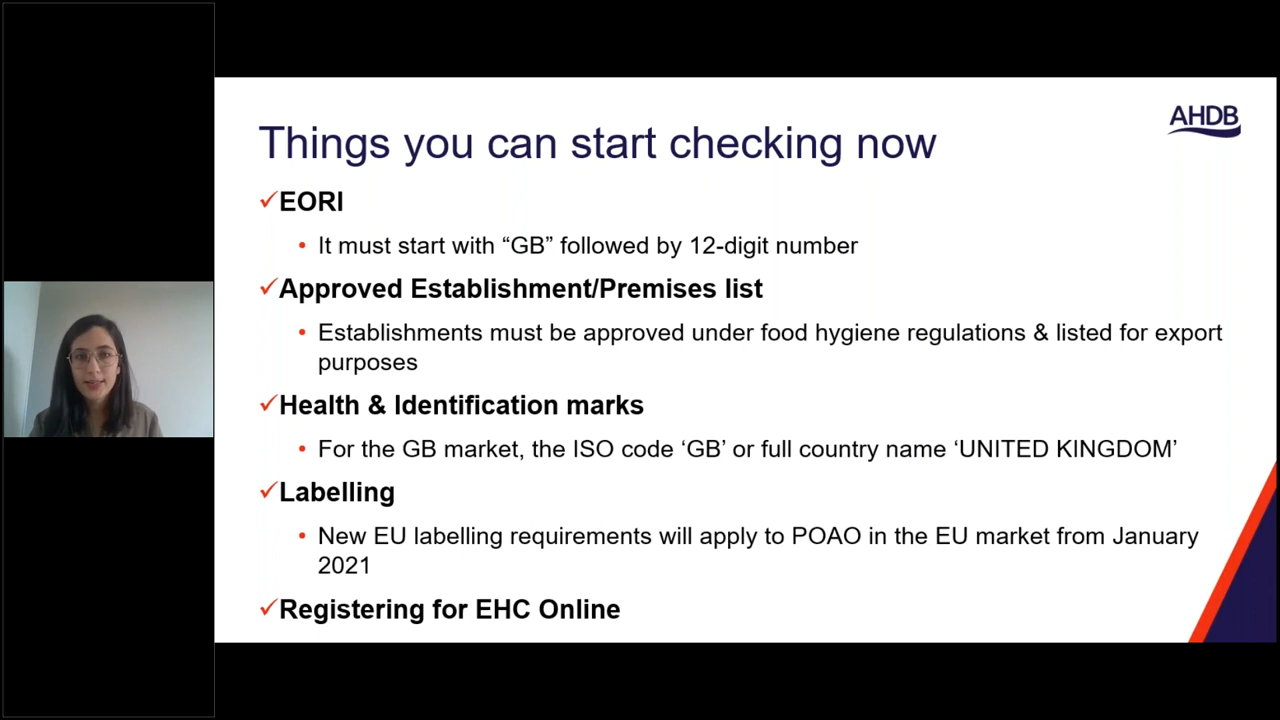 AHDB
Things you can start checking now
✓EORI
• It must start with “GB” followed by 12-digit number
✓Approved Establishment/Premises list
• Establishments must be approved under food hygiene regulations & listed for export
purposes
✓Health & Identification marks
• For the GB market, the ISO code ‘GB’ or full country name ‘UNITED KINGDOM’
✓Labelling
• New EU labelling requirements will apply to POAO in the EU market from January
2021
✓Registering for EHC Online